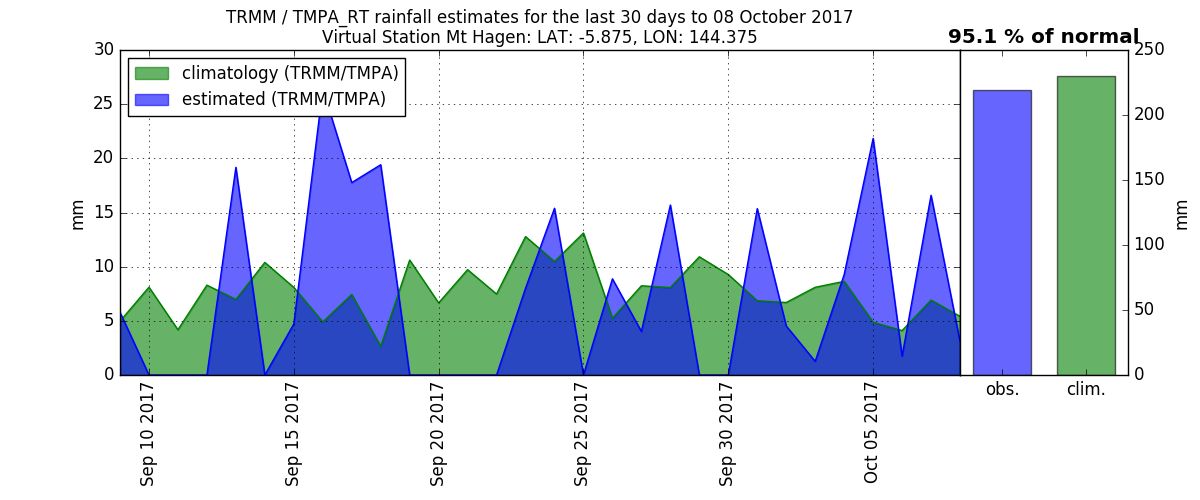 TRMM / TMPA_RT rainfall estimates for the last 30 days to 08 October 2017
Virtual Station Mt Hagen: LAT: -5.875, LON: 144.375
95.1 % of normal
climatology (TRMM/TMPA)
estimated (TRMM/TMPA)
30
25
20
15
10
5
0
mm
Sep 10 2017
Sep 15 2017
Sep 20 2017
Sep 25 2017
Sep 30 2017
Oct 05 2017
250
200
150
100
50
0
mm
obs.
clim.